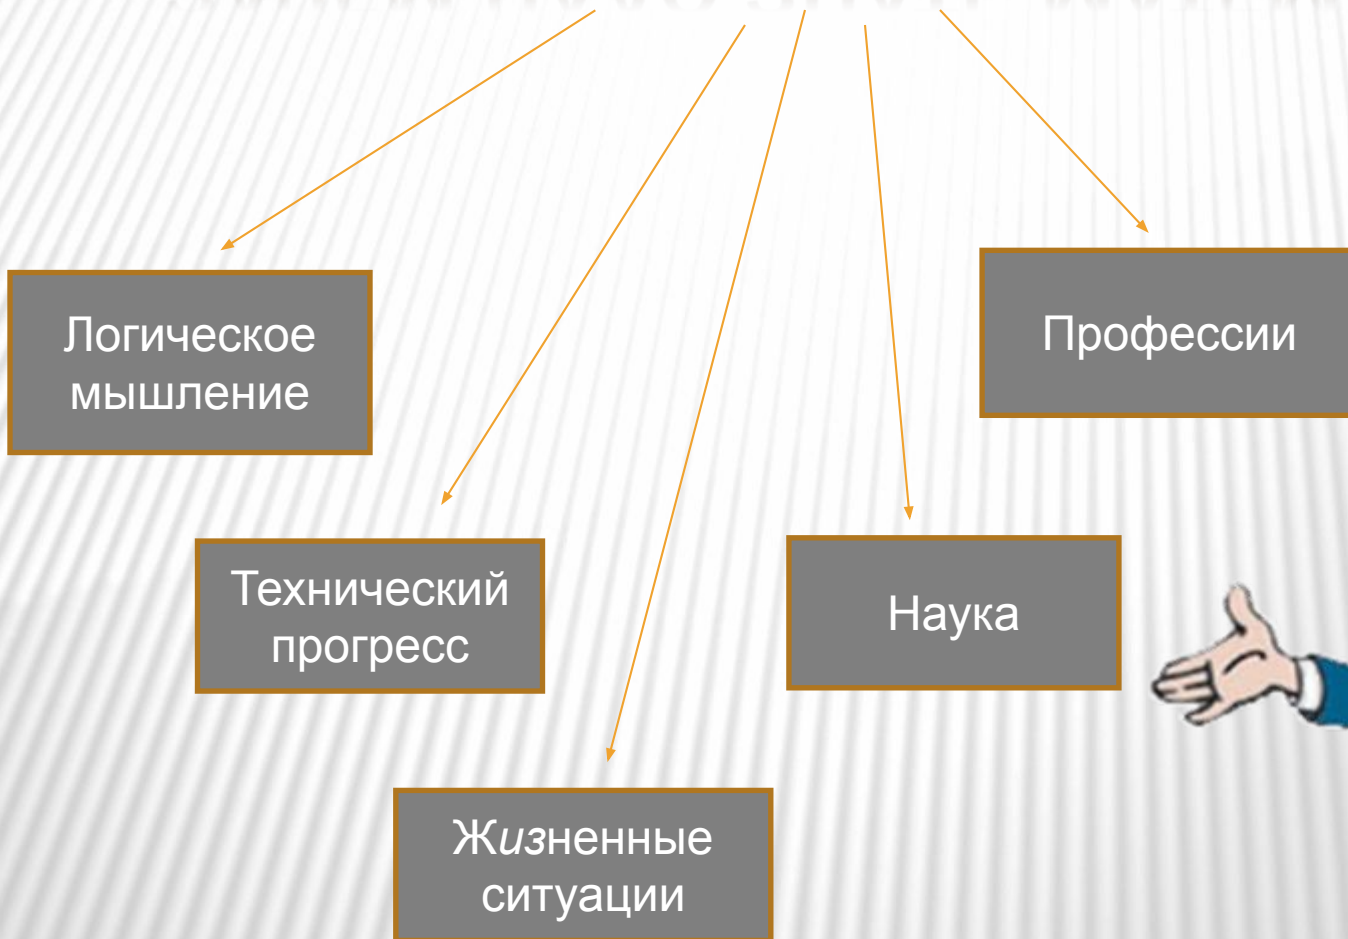 Логическое
мышление
Профессии
Технический
прогресс
Наука
Жизненные
ситуации